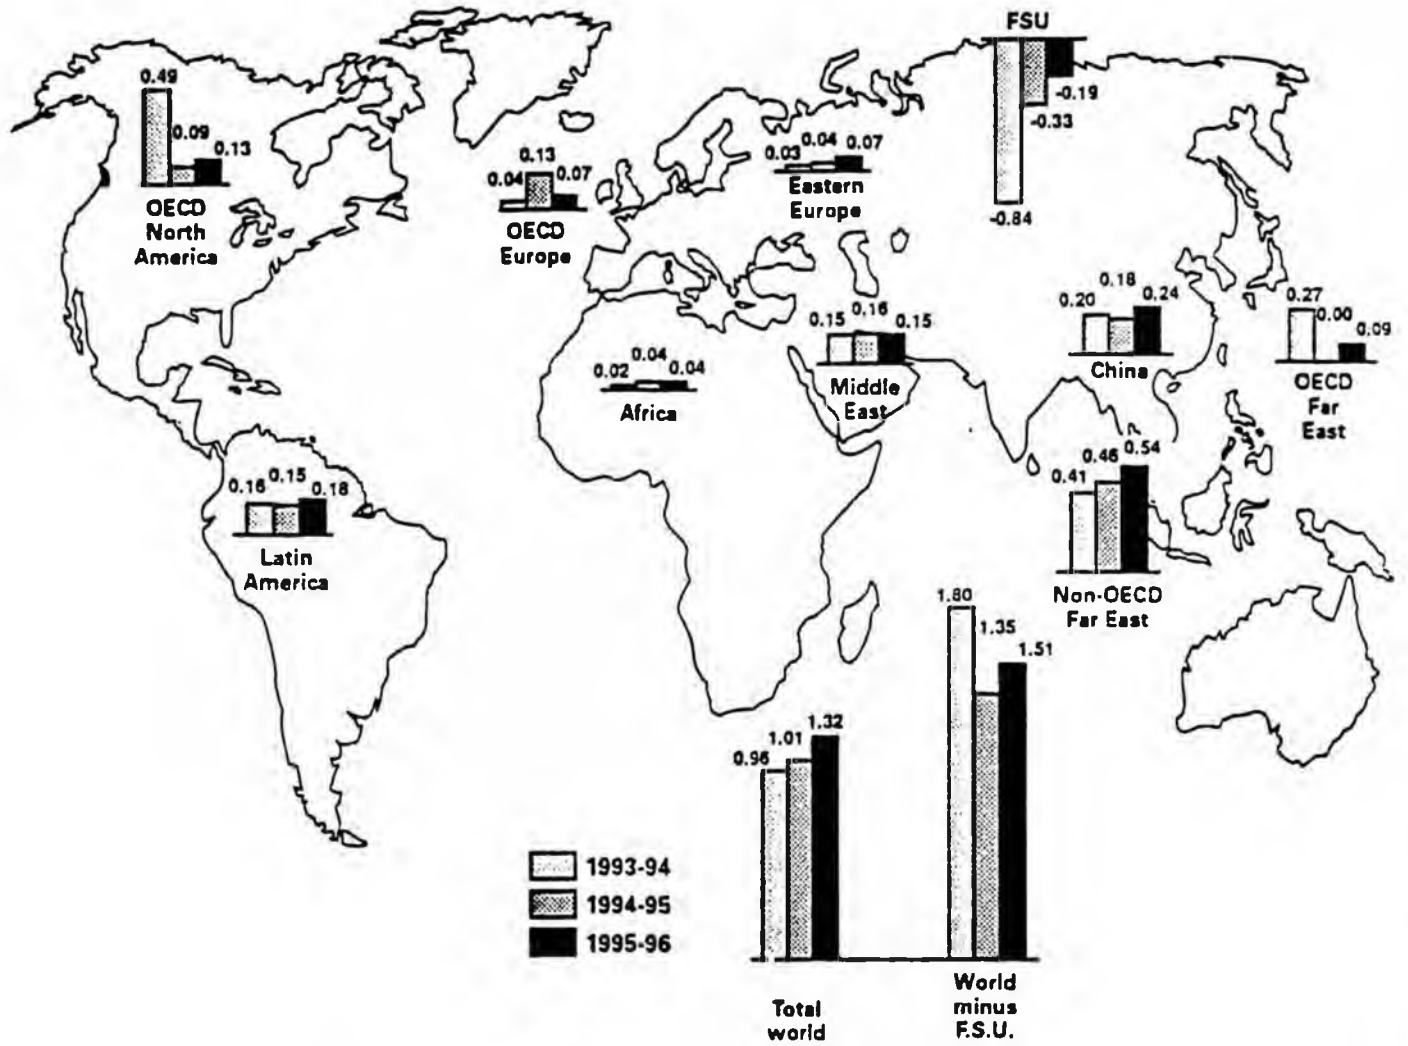 FSU
-0.19
-0.33
-0.84
0.49
0.09
0.13
OECD
North
America
0.13
0.04
0.07
OECD
Europe
0.03
0.04
0.07
Eastern
Europe
0.20
0.18
0.24
China
0.27
0.00
0.09
OECD
Far
East
0.15
0.16
0.15
Middle
East
0.02
0.04
0.04
Africa
0.16
0.15
0.18
Latin
America
0.41
0.46
0.54
Non-OECD
Far East
0.96
1.01
1.32
Total
world
1.80
1.35
1.51
World
minus
F.S.U.
1993-94
1994-95
1995-96